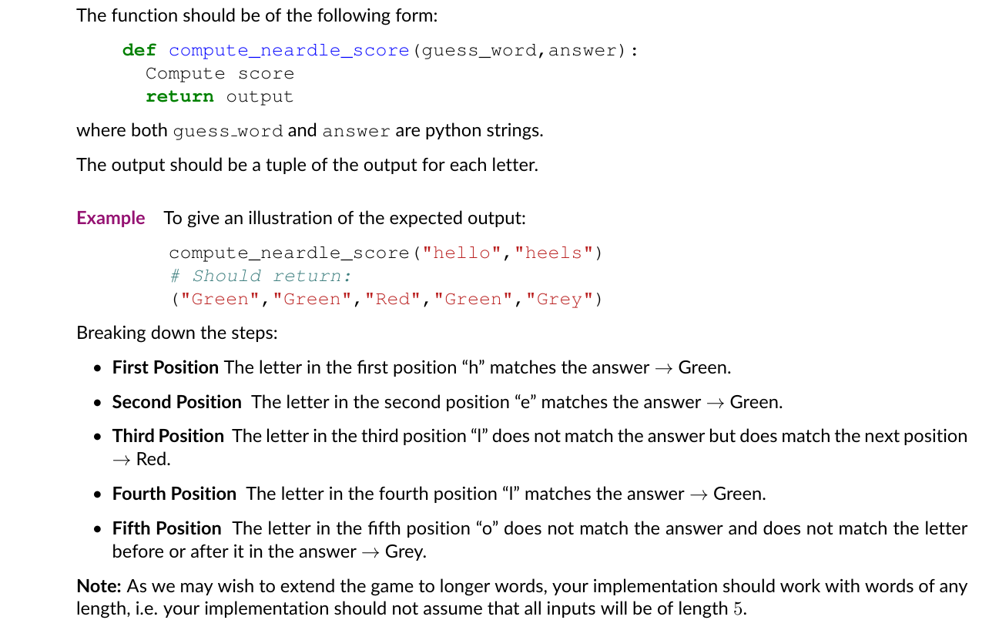 The function should be of the following form:
def compute_neardle_score(guess_word,answer):
Compute score
return output
where both guess_word and answer are python strings.
The output should be a tuple of the output for each letter.
Example To give an illustration of the expected output:
compute_neardle_score("hello","heels")
# Should return:
("Green","Green","Red","Green","Grey")
Breaking down the steps:
• First Position The letter in the first position “h” matches the answer → Green.
• Second Position The letter in the second position “e” matches the answer → Green.
• Third Position The letter in the third position “l” does not match the answer but does match the next position
→ Red.
• Fourth Position The letter in the fourth position “l” matches the answer → Green.
• Fifth Position The letter in the fifth position “o” does not match the answer and does not match the letter
before or after it in the answer → Grey.
Note: As we may wish to extend the game to longer words, your implementation should work with words of any
length, i.e. your implementation should not assume that all inputs will be of length 5.